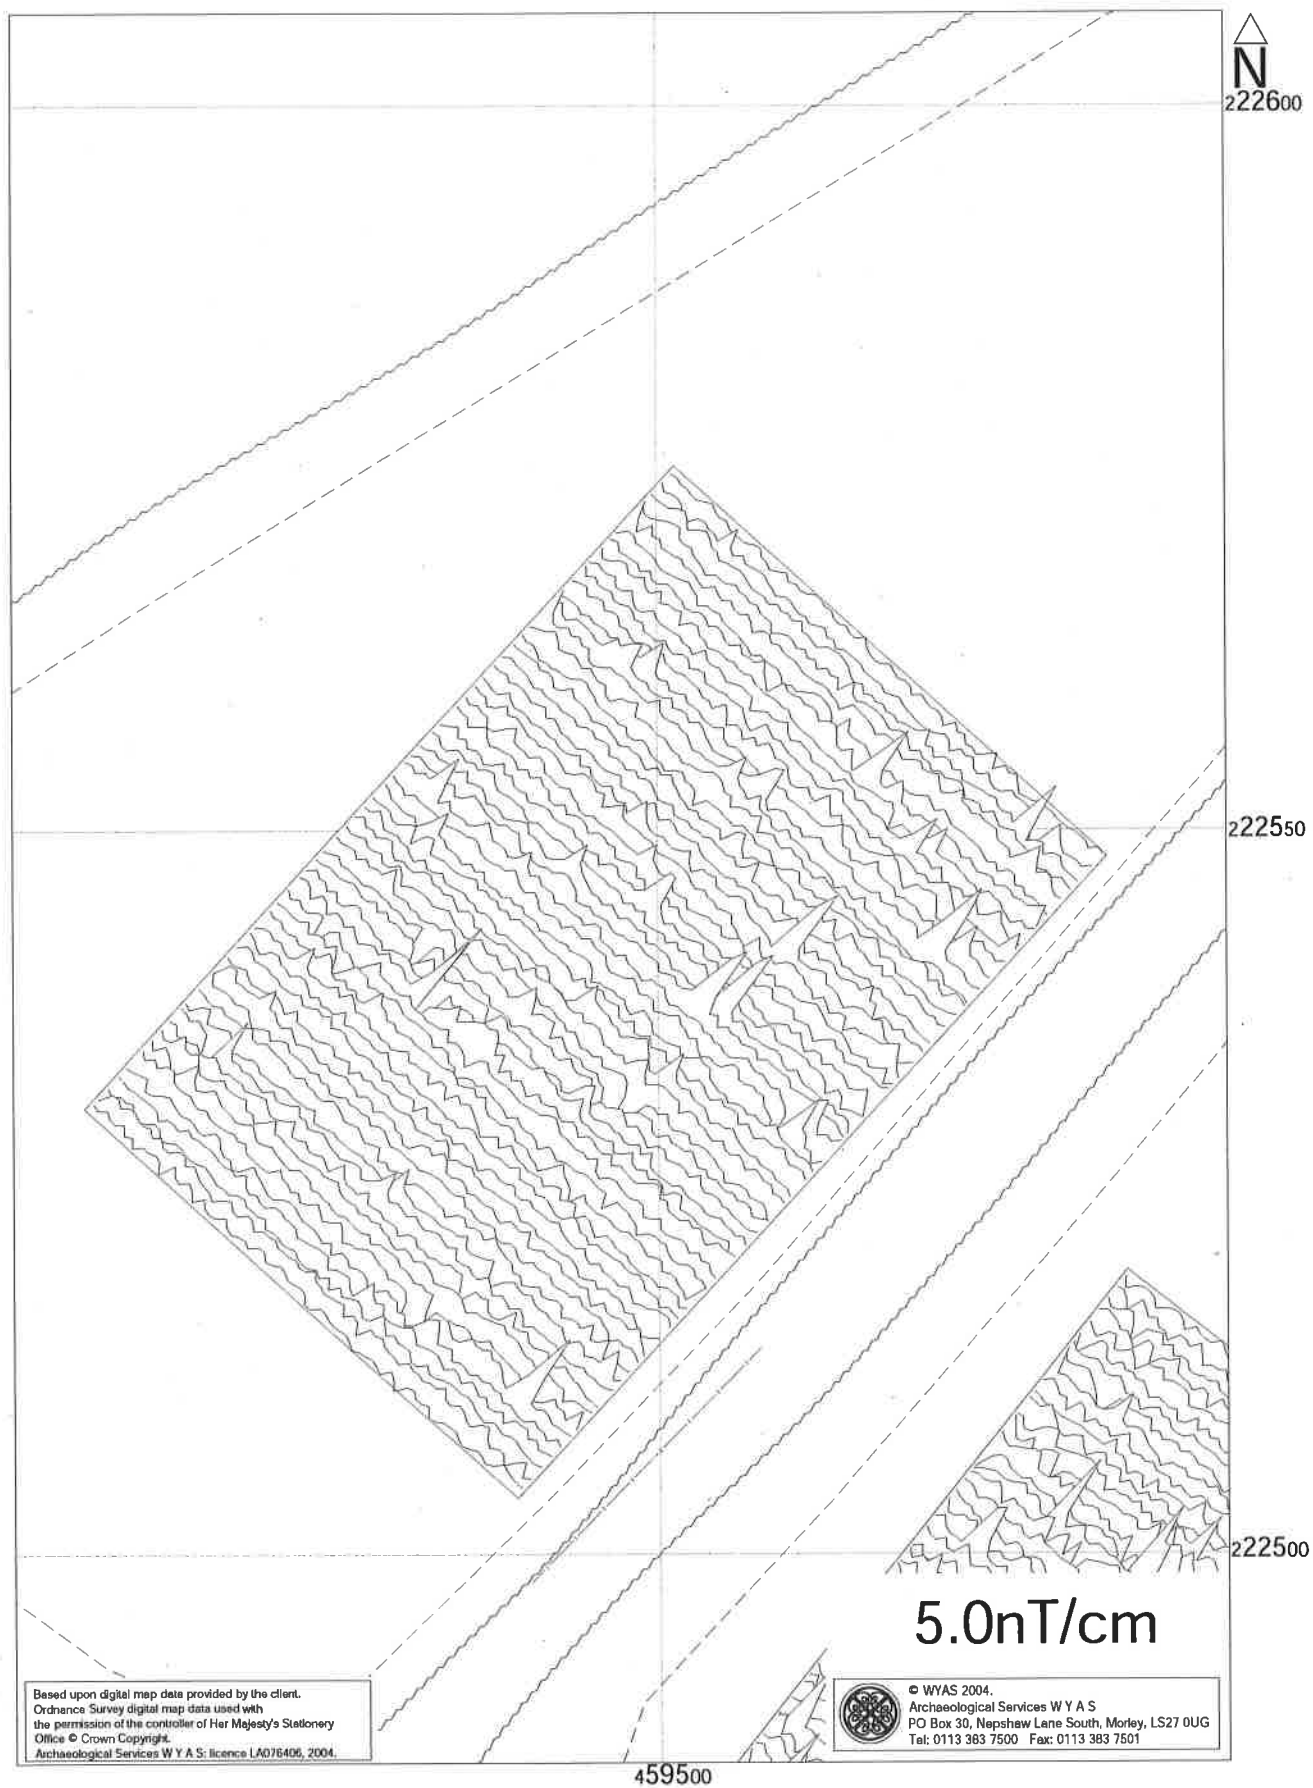 N
222600
222550
222500
5.0nT/cm
Based upon digital map data provided by the client.
Ordnance Survey digital map data used with
the permission of the controller of Her Majesty's Stationery
Office © Crown Copyright.
Archaeological Services W Y A S: licence LA076406, 2004.
© WYAS 2004.
Archaeological Services W Y A S
PO Box 30, Nepshaw Lane South, Morley, LS27 0UG
Tel: 0113 383 7500 Fax: 0113 383 7501
459500